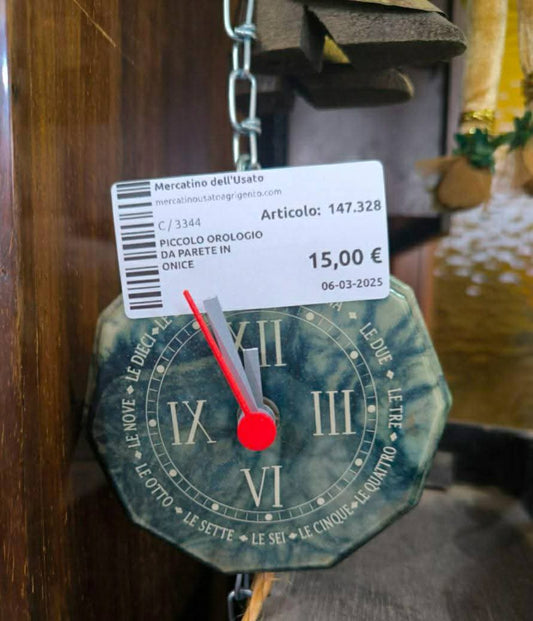 Mercatino dell'Usato
mercatinousatoagrigento.com
C/3344
Articolo: 147.328
PICCOLO OROLOGIO
DA PARETE IN
ONICE
15,00 €
06-03-2025
XII
III
VI
IX
LE DUE
LE TRE
LE QUATTRO
LE CINQUE
LE SEI
LE SETTE
LE OTTO
LE NOVE
LE DIECI
LE